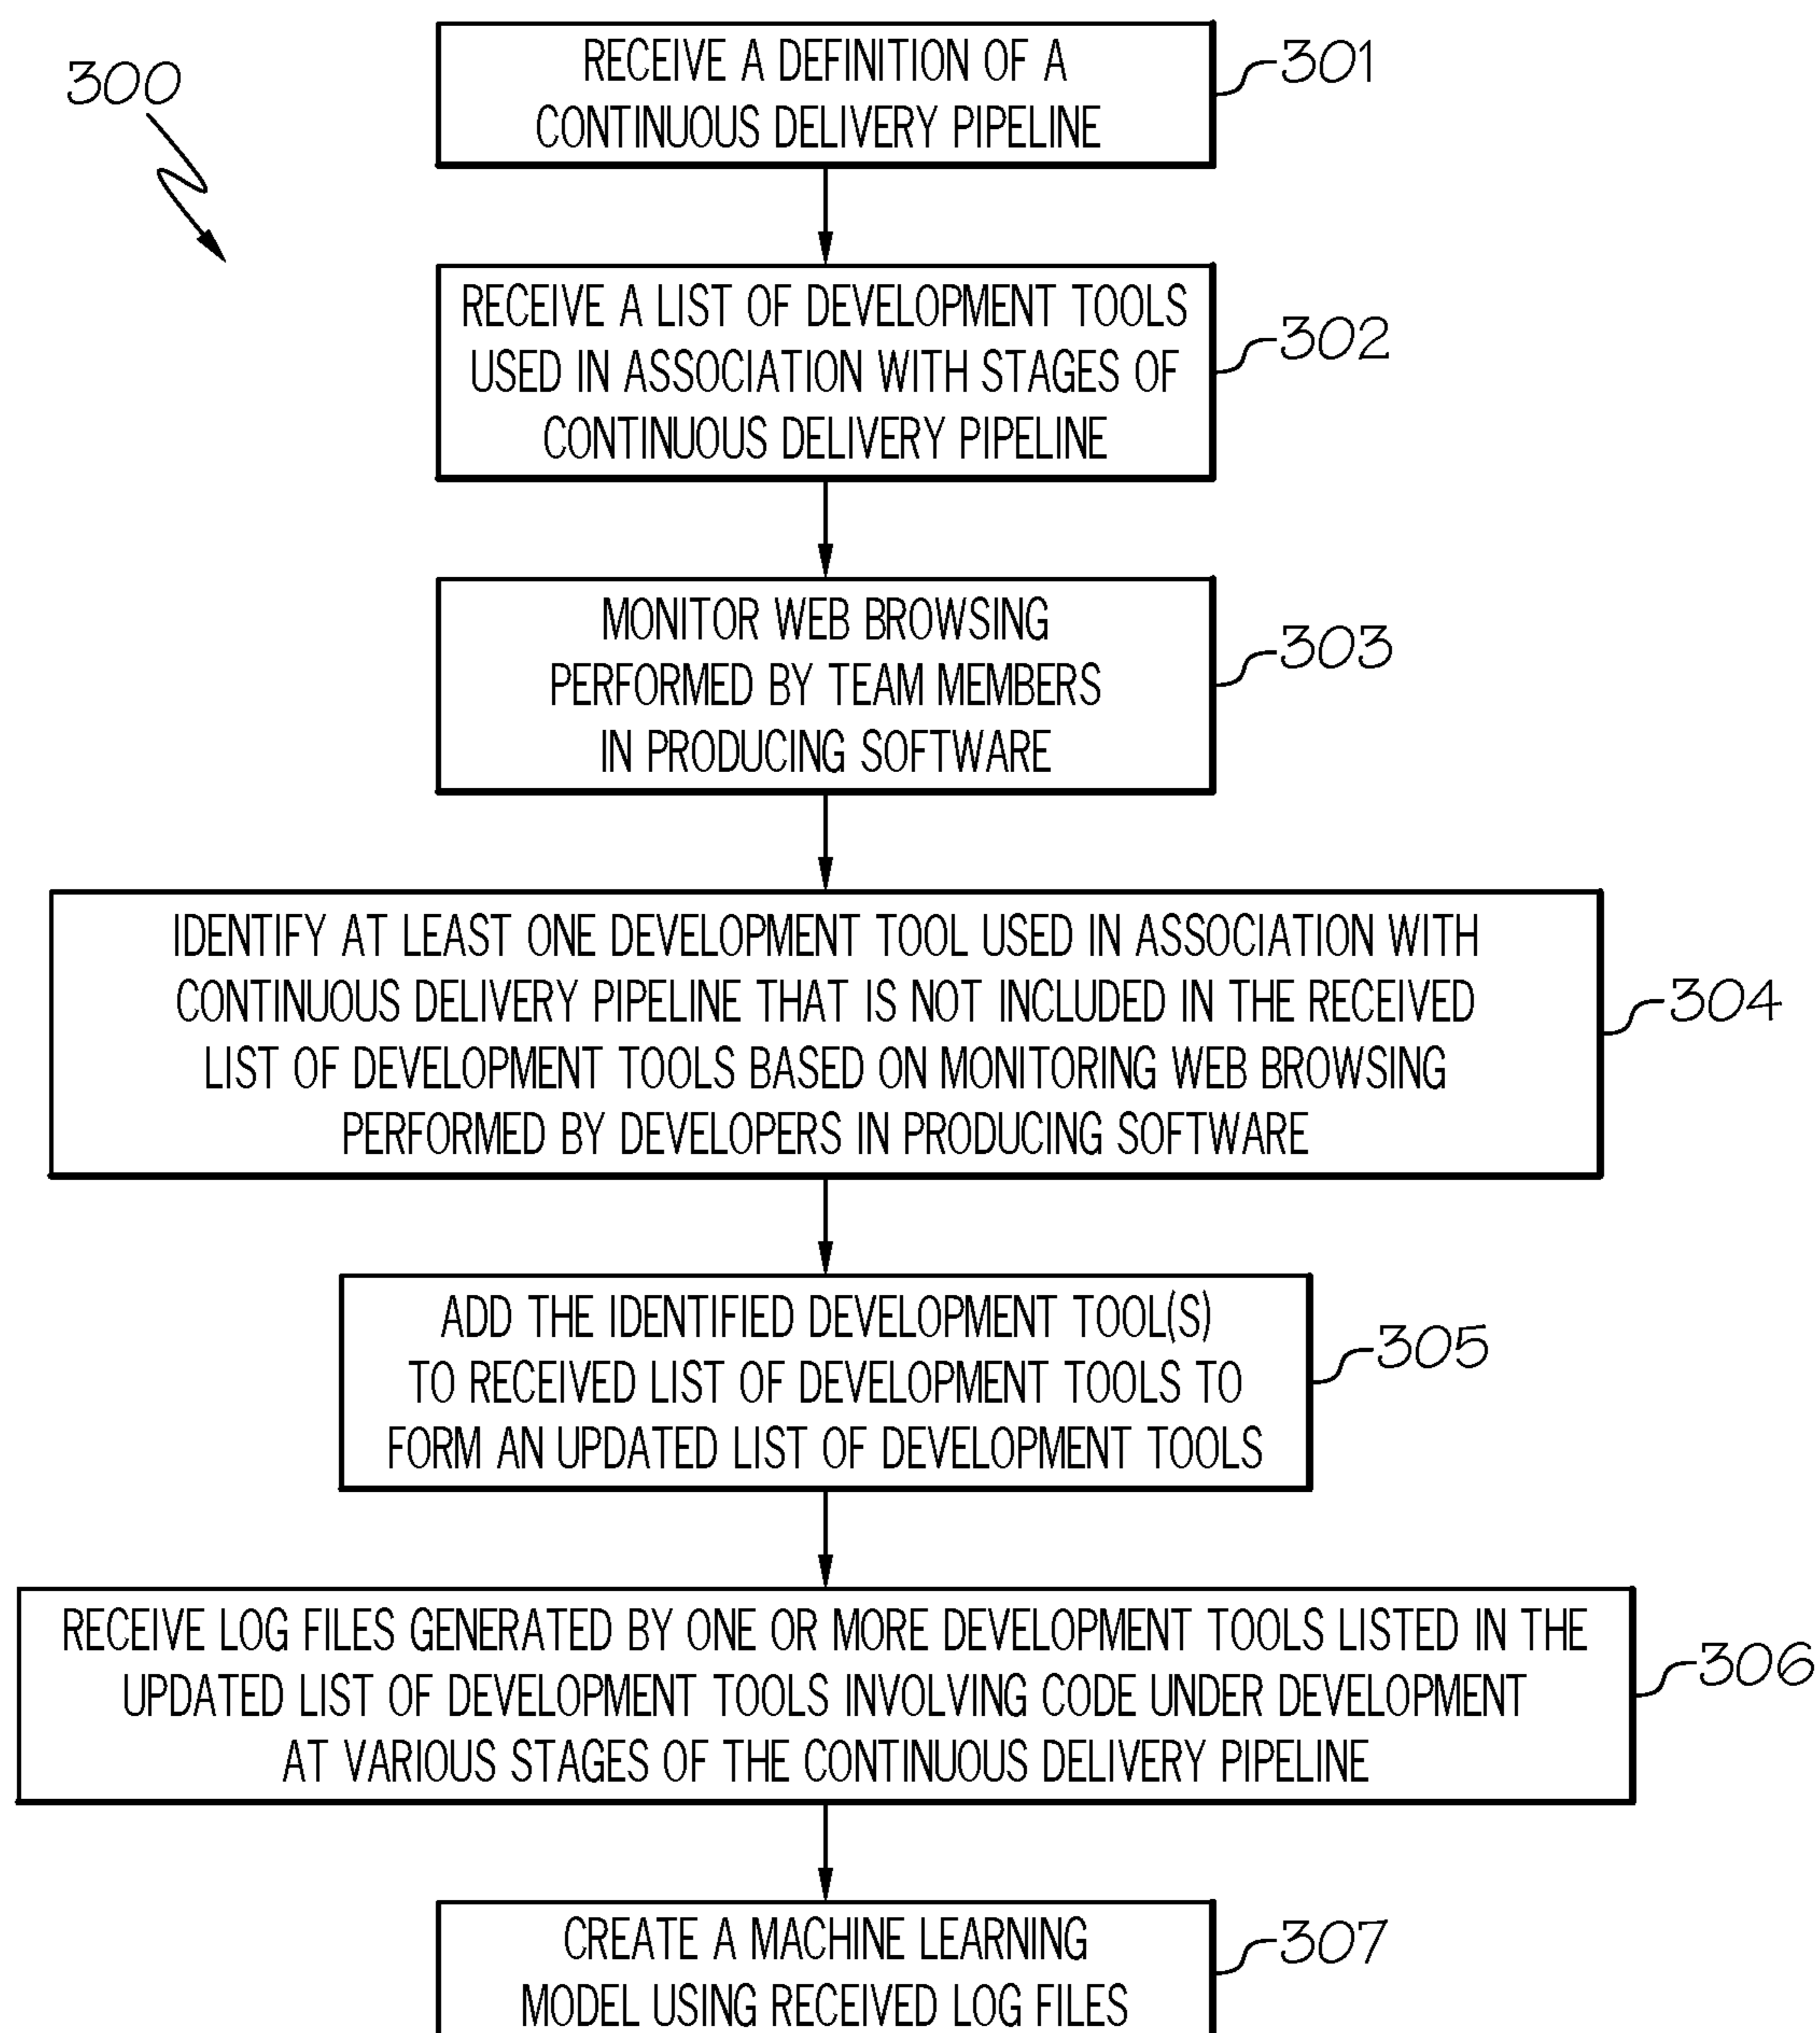 300
RECEIVE A DEFINITION OF A
CONTINUOUS DELIVERY PIPELINE
301
RECEIVE A LIST OF DEVELOPMENT TOOLS
USED IN ASSOCIATION WITH STAGES OF
CONTINUOUS DELIVERY PIPELINE
302
MONITOR WEB BROWSING
PERFORMED BY TEAM MEMBERS
IN PRODUCING SOFTWARE
303
IDENTIFY AT LEAST ONE DEVELOPMENT TOOL USED IN ASSOCIATION WITH
CONTINUOUS DELIVERY PIPELINE THAT IS NOT INCLUDED IN THE RECEIVED
LIST OF DEVELOPMENT TOOLS BASED ON MONITORING WEB BROWSING
PERFORMED BY DEVELOPERS IN PRODUCING SOFTWARE
304
ADD THE IDENTIFIED DEVELOPMENT TOOL(S)
TO RECEIVED LIST OF DEVELOPMENT TOOLS TO
FORM AN UPDATED LIST OF DEVELOPMENT TOOLS
305
RECEIVE LOG FILES GENERATED BY ONE OR MORE DEVELOPMENT TOOLS LISTED IN THE
UPDATED LIST OF DEVELOPMENT TOOLS INVOLVING CODE UNDER DEVELOPMENT
AT VARIOUS STAGES OF THE CONTINUOUS DELIVERY PIPELINE
306
CREATE A MACHINE LEARNING
MODEL USING RECEIVED LOG FILES
307